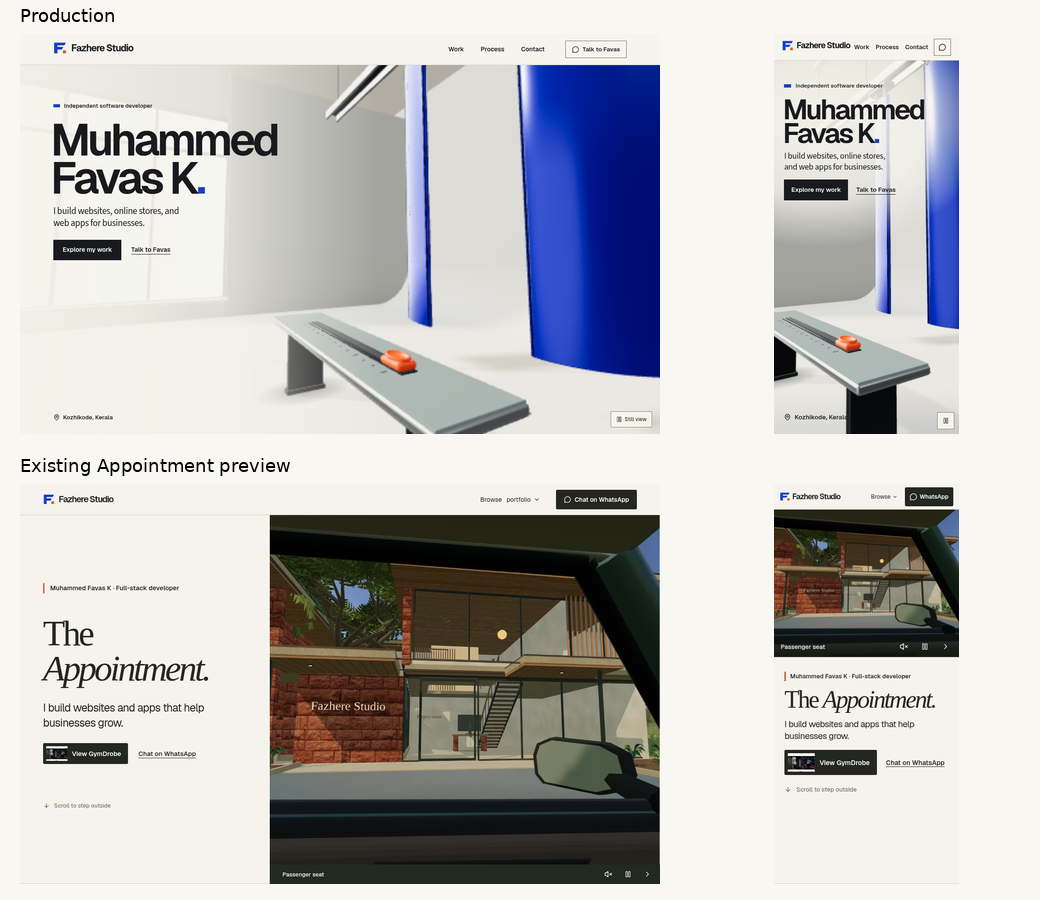 Production
Fazhere Studio
Work Process Contact Talk to Favas
Independent software developer
Muhammed
Favas K.
I build websites, online stores, and
web apps for businesses.
Explore my work Talk to Favas
Kozhikode, Kerala
Still view
Fazhere Studio Work Process Contact
Independent software developer
Muhammed
Favas K.
I build websites, online stores,
and web apps for businesses.
Explore my work Talk to Favas
Kozhikode, Kerala
Existing Appointment preview
Fazhere Studio
Browse portfolio Chat on WhatsApp
Muhammed Favas K · Full-stack developer
The
Appointment.
I build websites and apps that help
businesses grow.
View GymDrobe Chat on WhatsApp
Scroll to step outside
Fazhere Studio
Passenger seat
Fazhere Studio Browse WhatsApp
Fazhere Studio
Passenger seat
Muhammed Favas K · Full-stack developer
The Appointment.
I build websites and apps that help
businesses grow.
View GymDrobe Chat on WhatsApp
Scroll to step outside